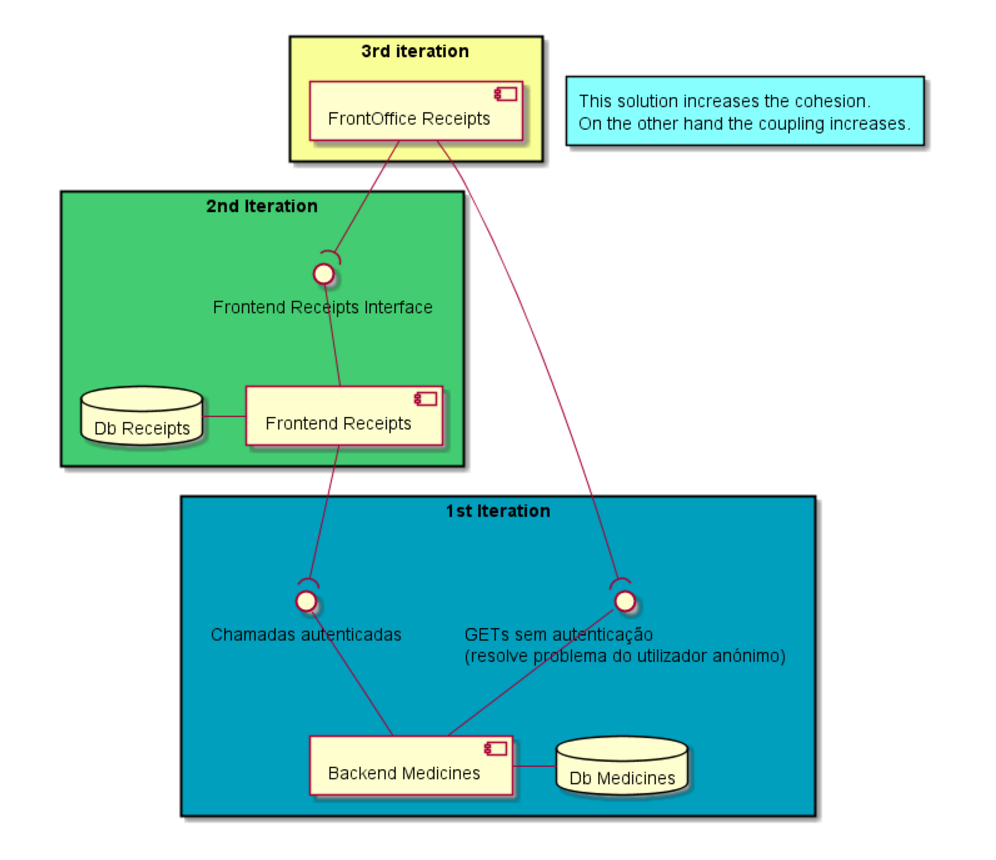 3rd iteration
FrontOffice Receipts
This solution increases the cohesion.
On the other hand the coupling increases.
2nd Iteration
Frontend Receipts Interface
Db Receipts
Frontend Receipts
1st Iteration
Chamadas autenticadas
GETs sem autenticação
(resolve problema do utilizador anónimo)
Backend Medicines
Db Medicines